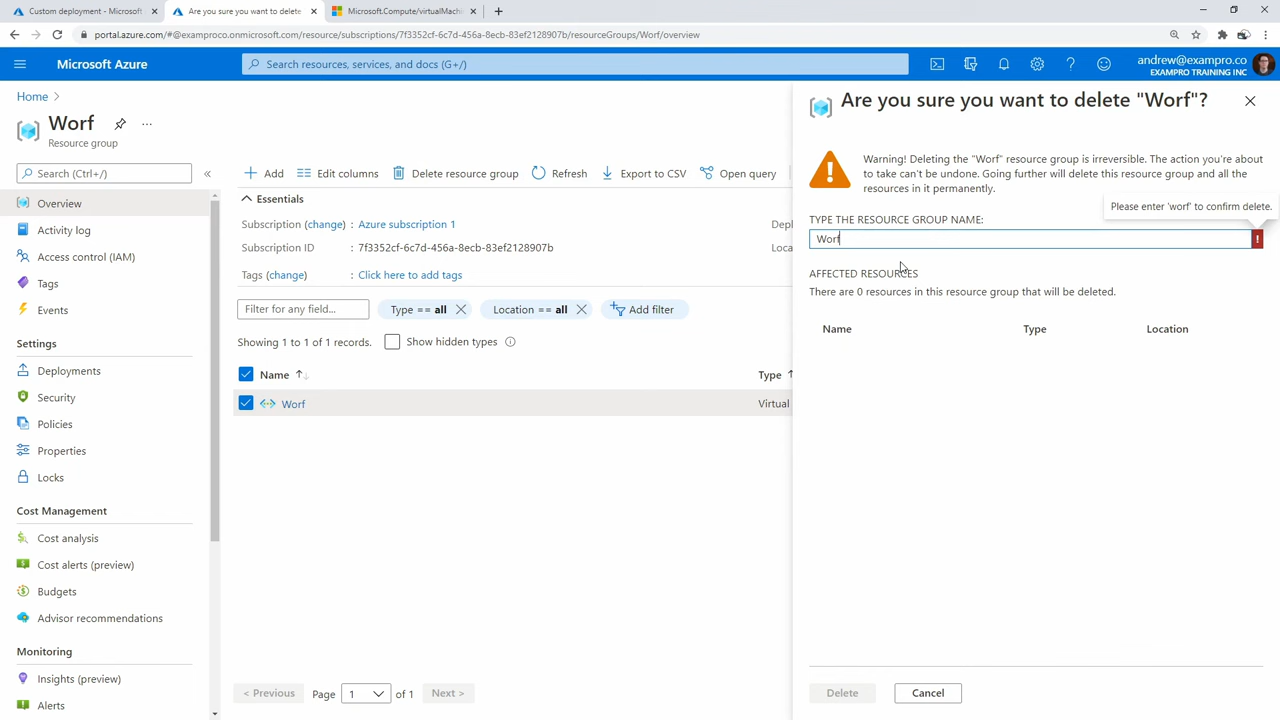 Custom deployment - Microsoft
Are you sure you want to delete
Microsoft.Compute/virtualMachi
portal.azure.com/#@examproco.onmicrosoft.com/resource/subscriptions/7f3352cf-6c7d-456a-8ecb-83ef2128907b/resourceGroups/Worf/overview
Microsoft Azure
Search resources, services, and docs (G+/)
andrew@exampro.co
EXAMPRO TRAINING INC
Home
Worf
Resource group
Search (Ctrl+/)
Overview
Activity log
Access control (IAM)
Tags
Events
Settings
Deployments
Security
Policies
Properties
Locks
Cost Management
Cost analysis
Cost alerts (preview)
Budgets
Advisor recommendations
Monitoring
Insights (preview)
Alerts
Add Edit columns Delete resource group Refresh Export to CSV Open query
Essentials
Subscription (change) : Azure subscription 1
Subscription ID : 7f3352cf-6c7d-456a-8ecb-83ef2128907b
Tags (change) : Click here to add tags
Depl
Loca
Filter for any field... Type == all Location == all Add filter
Showing 1 to 1 of 1 records. Show hidden types
Name Type
Worf Virtual
< Previous Page 1 of 1 Next >
Are you sure you want to delete "Worf"?
Warning! Deleting the "Worf" resource group is irreversible. The action you're about
to take can't be undone. Going further will delete this resource group and all the
resources in it permanently.
Please enter 'worf' to confirm delete.
TYPE THE RESOURCE GROUP NAME:
Worf
AFFECTED RESOURCES
There are 0 resources in this resource group that will be deleted.
Name Type Location
Delete Cancel